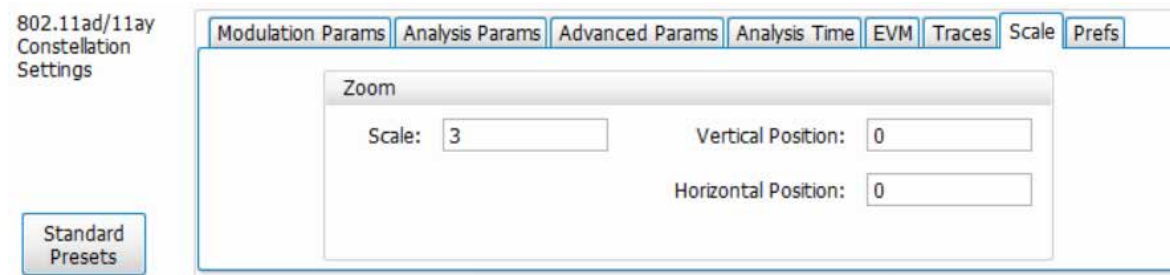 802.11ad/11ay
Constellation
Settings
Modulation Params Analysis Params Advanced Params Analysis Time EVM Traces Scale Prefs
Zoom
Scale: 3 Vertical Position: 0
Horizontal Position: 0
Standard
Presets